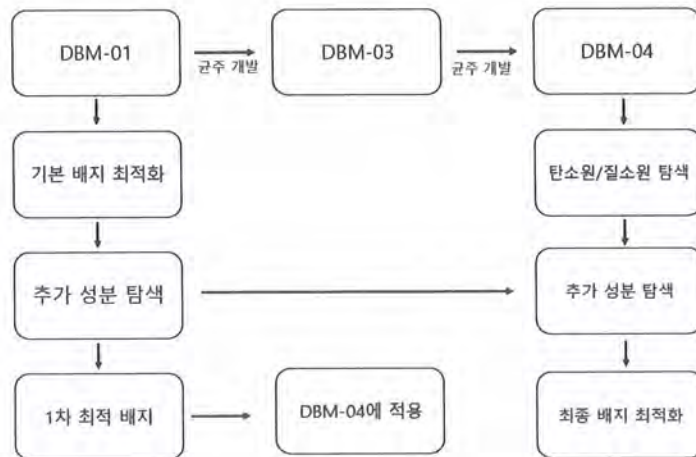 DBM-01
균주 개발
DBM-03
균주 개발
DBM-04
기본 배지 최적화
탄소원/질소원 탐색
추가 성분 탐색
추가 성분 탐색
1차 최적 배지
DBM-04에 적용
최종 배지 최적화